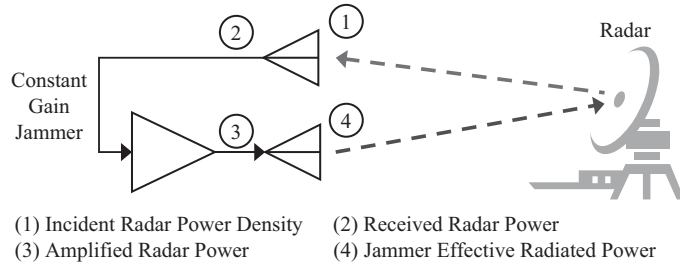 2
1
Radar
Constant
Gain
Jammer
3
4
(1) Incident Radar Power Density (2) Received Radar Power
(3) Amplified Radar Power (4) Jammer Effective Radiated Power